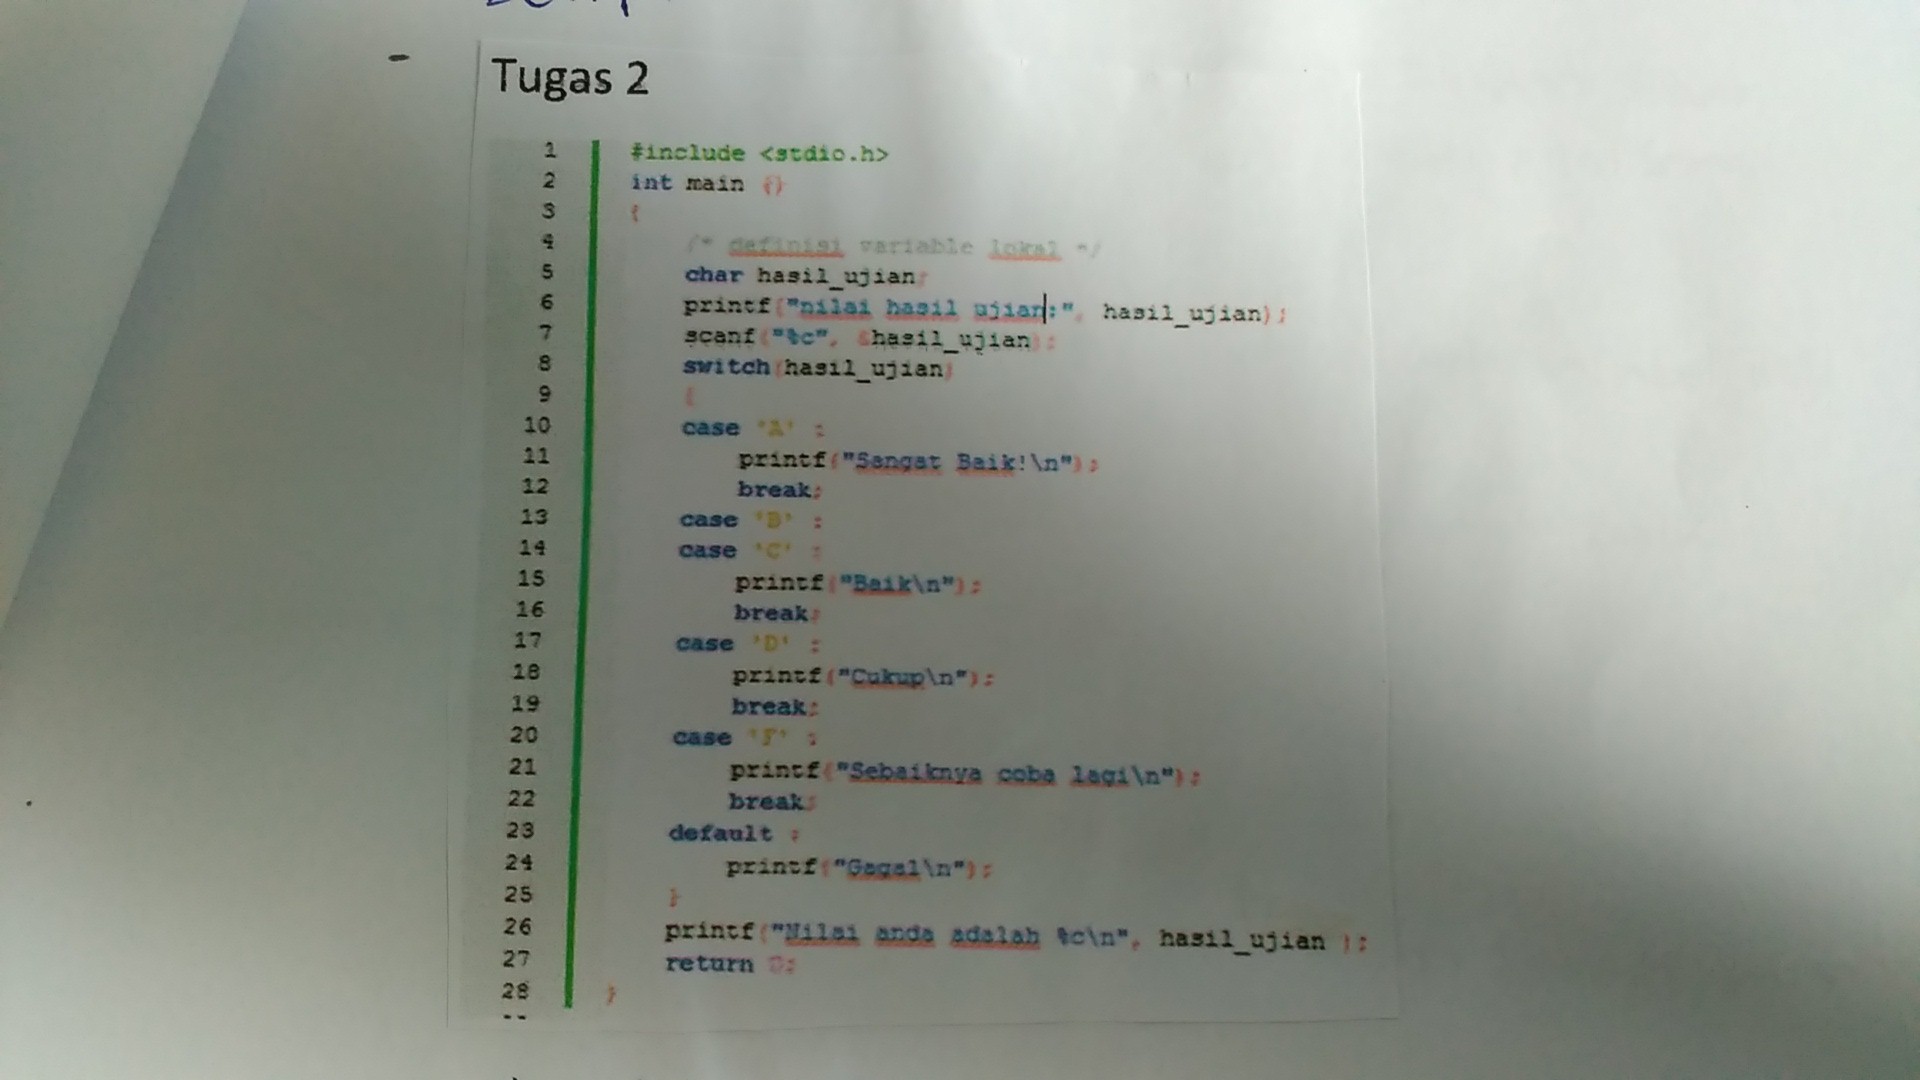 Tugas 2
1 #include <stdio.h>
2 int main ()
3 {
4 /* definisi variable lokal */
5 char hasil_ujian;
6 printf("nilai hasil ujian:", hasil_ujian);
7 scanf("%c", &hasil_ujian);
8 switch(hasil_ujian)
9 {
10 case 'A' :
11 printf("Sangat Baik!\n");
12 break;
13 case 'B' :
14 case 'C' :
15 printf("Baik\n");
16 break;
17 case 'D' :
18 printf("Cukup\n");
19 break;
20 case 'F' :
21 printf("Sebaiknya coba lagi\n");
22 break;
23 default :
24 printf("Gagal\n");
25 }
26 printf("Nilai anda adalah %c\n", hasil_ujian );
27 return 0;
28 }